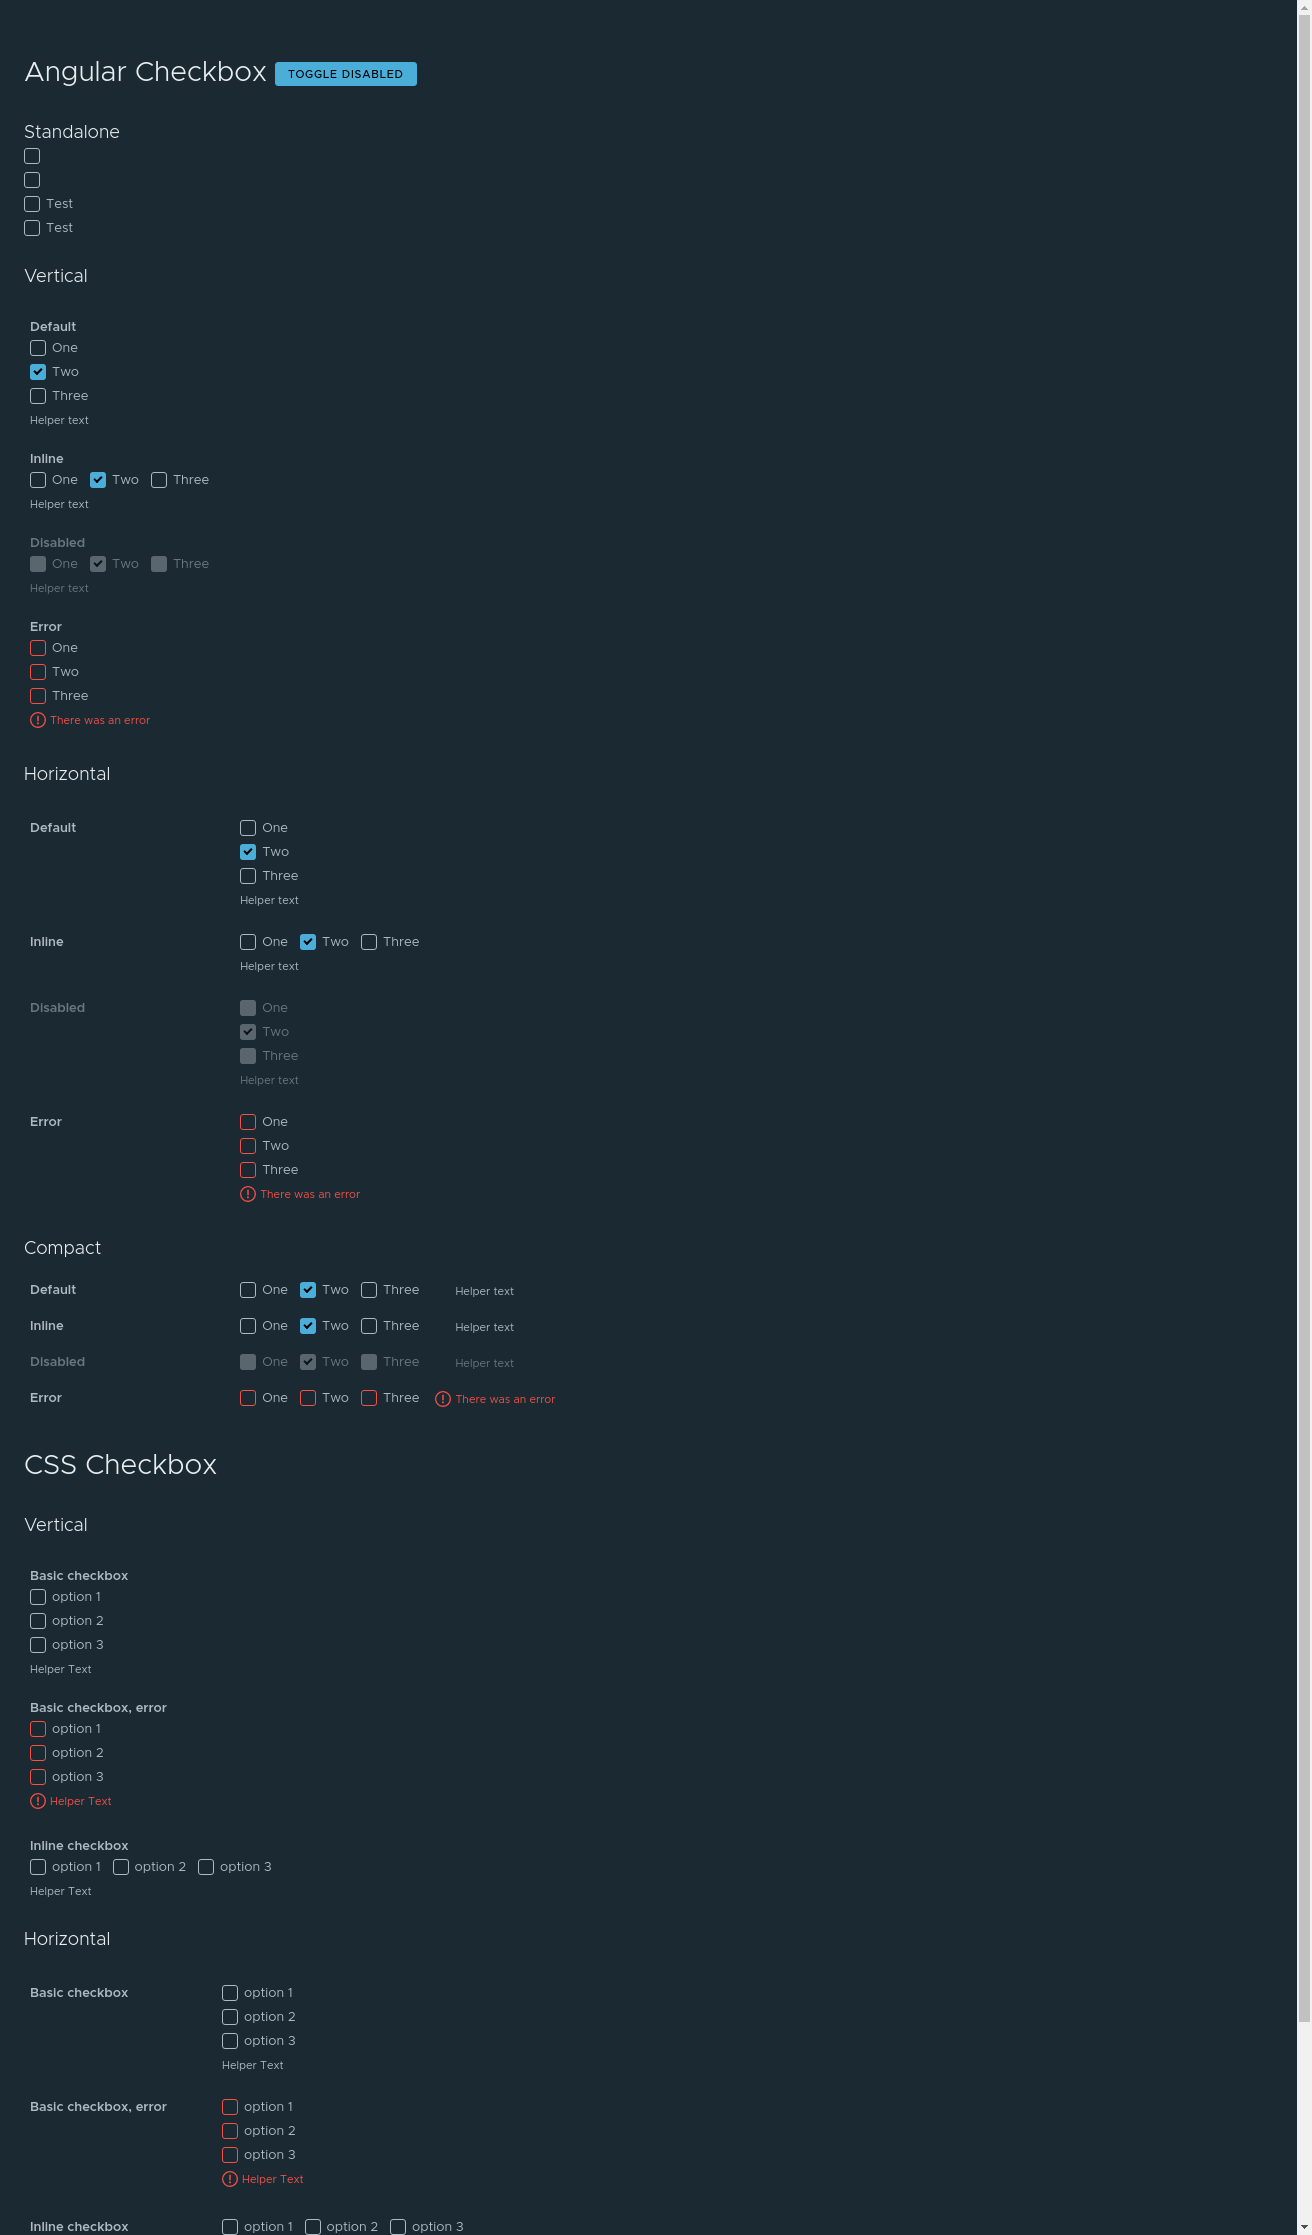 Angular Checkbox TOGGLE DISABLED
Standalone
Test
Test
Vertical
Default
One
Two
Three
Helper text
Inline
One Two Three
Helper text
Disabled
One Two Three
Helper text
Error
One
Two
Three
There was an error
Horizontal
Default One
Two
Three
Helper text
Inline One Two Three
Helper text
Disabled One
Two
Three
Helper text
Error One
Two
Three
There was an error
Compact
Default One Two Three Helper text
Inline One Two Three Helper text
Disabled One Two Three Helper text
Error One Two Three There was an error
CSS Checkbox
Vertical
Basic checkbox
option 1
option 2
option 3
Helper Text
Basic checkbox, error
option 1
option 2
option 3
Helper Text
Inline checkbox
option 1 option 2 option 3
Helper Text
Horizontal
Basic checkbox option 1
option 2
option 3
Helper Text
Basic checkbox, error option 1
option 2
option 3
Helper Text
Inline checkbox option 1 option 2 option 3